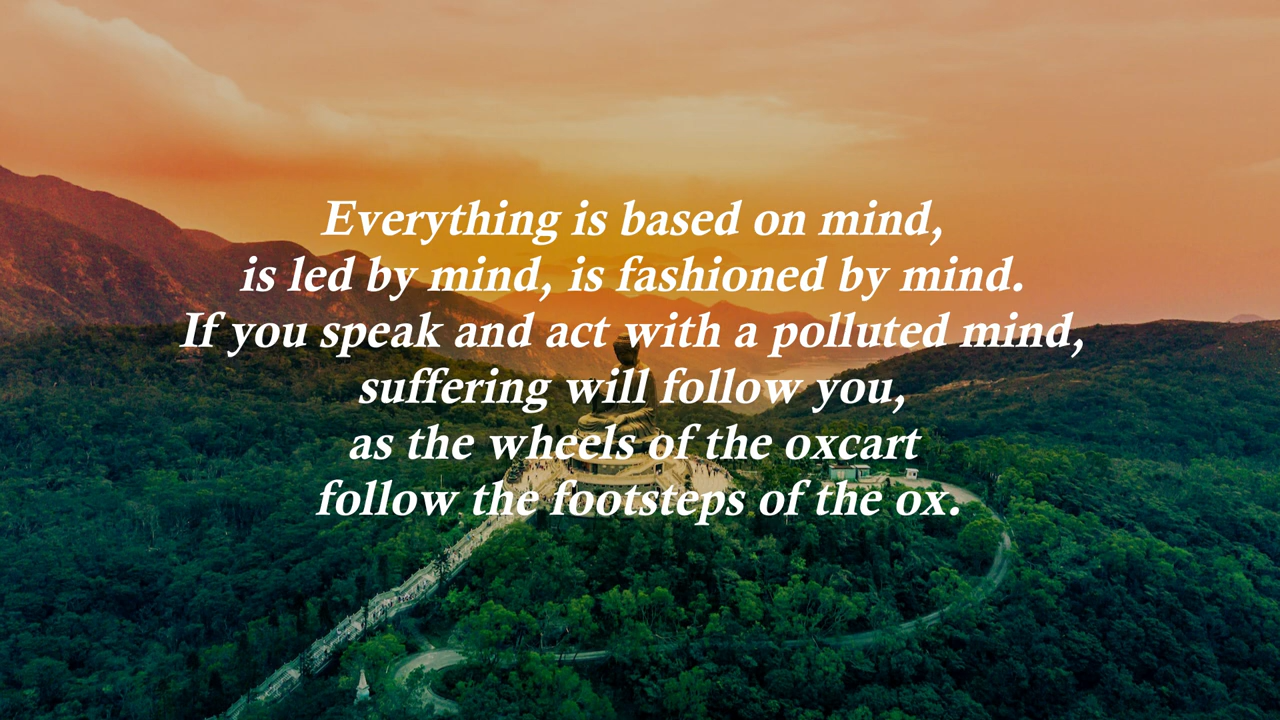 Everything is based on mind,
is led by mind, is fashioned by mind.
If you speak and act with a polluted mind,
suffering will follow you,
as the wheels of the oxcart
follow the footsteps of the ox.